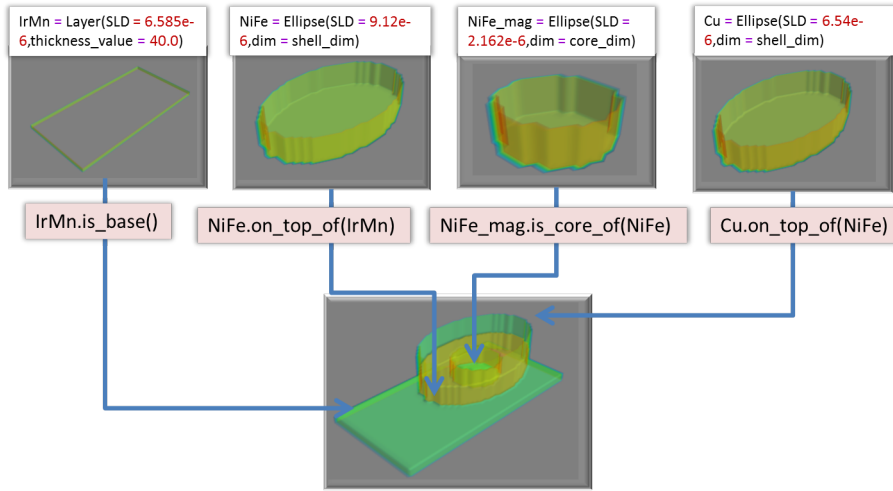 IrMn = Layer(SLD = 6.585e-
6,thickness_value = 40.0)
NiFe = Ellipse(SLD = 9.12e-
6,dim = shell_dim)
NiFe_mag = Ellipse(SLD =
2.162e-6,dim = core_dim)
Cu = Ellipse(SLD = 6.54e-
6,dim = shell_dim)
IrMn.is_base()
NiFe.on_top_of(IrMn)
NiFe_mag.is_core_of(NiFe)
Cu.on_top_of(NiFe)